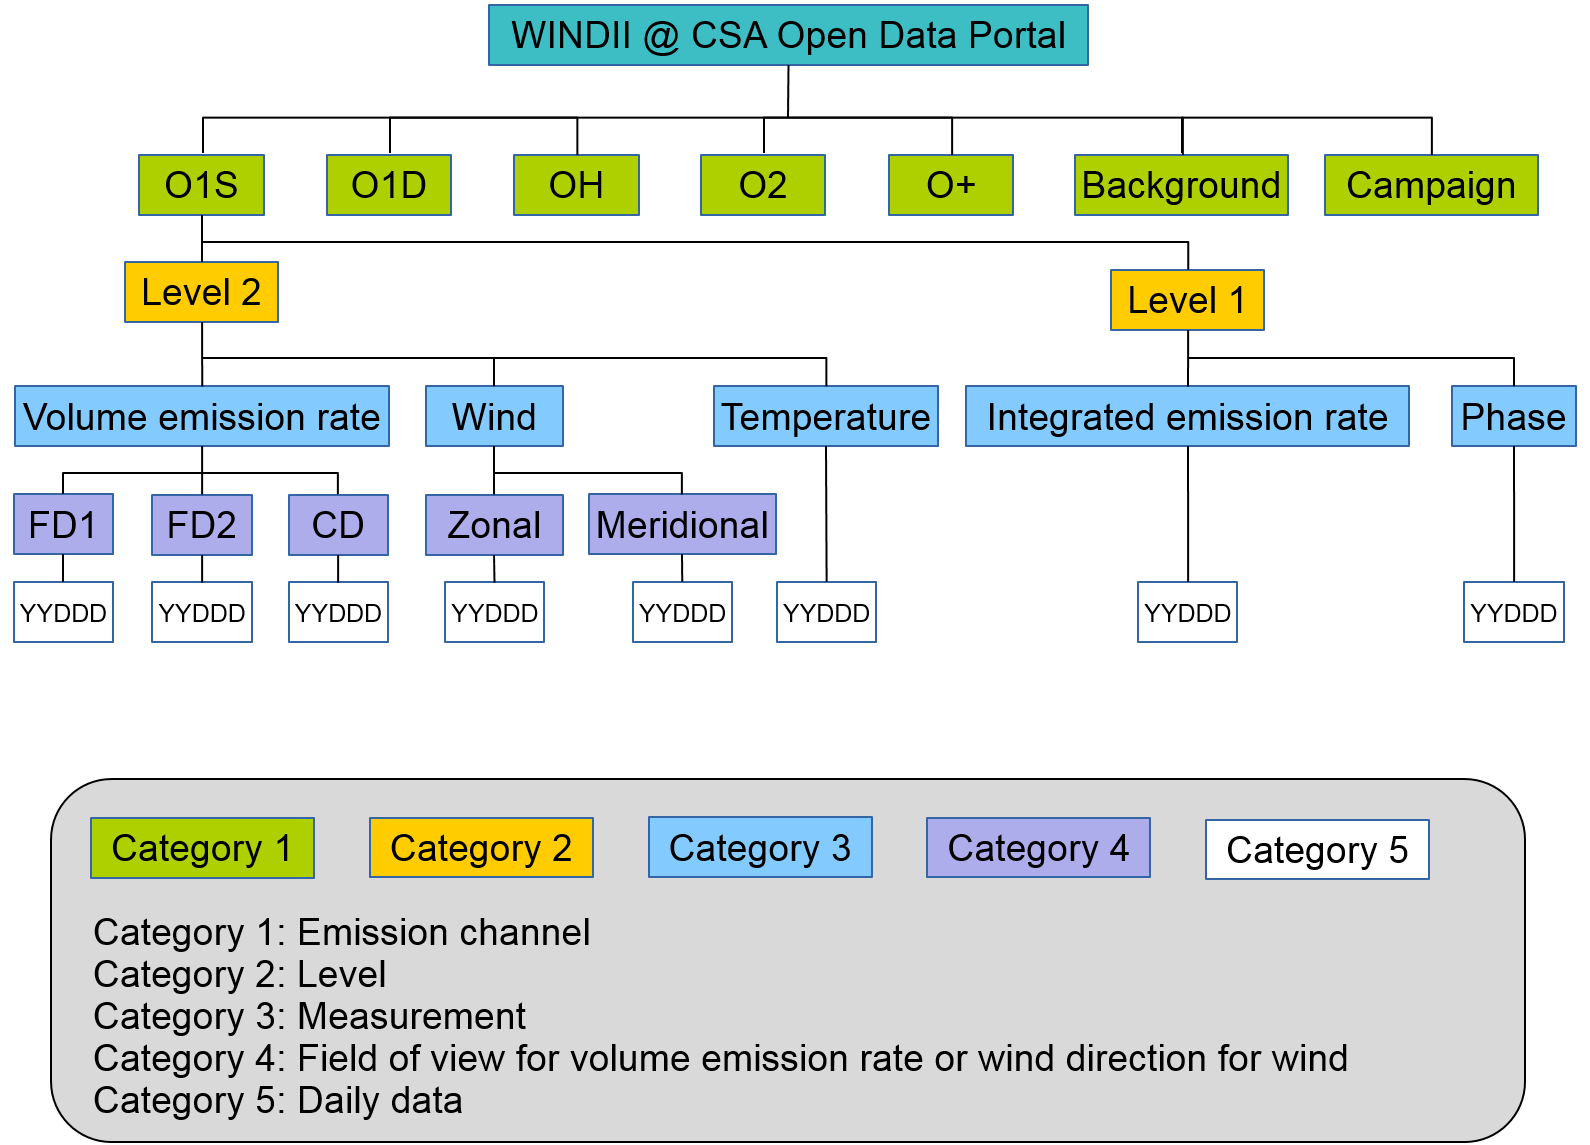 WINDII @ CSA Open Data Portal
O1S O1D OH O2 O+ Background Campaign
Level 2 Level 1
Volume emission rate Wind Temperature Integrated emission rate Phase
FD1 FD2 CD Zonal Meridional
YYDDD YYDDD YYDDD YYDDD YYDDD YYDDD YYDDD YYDDD
Category 1 Category 2 Category 3 Category 4 Category 5
Category 1: Emission channel
Category 2: Level
Category 3: Measurement
Category 4: Field of view for volume emission rate or wind direction for wind
Category 5: Daily data